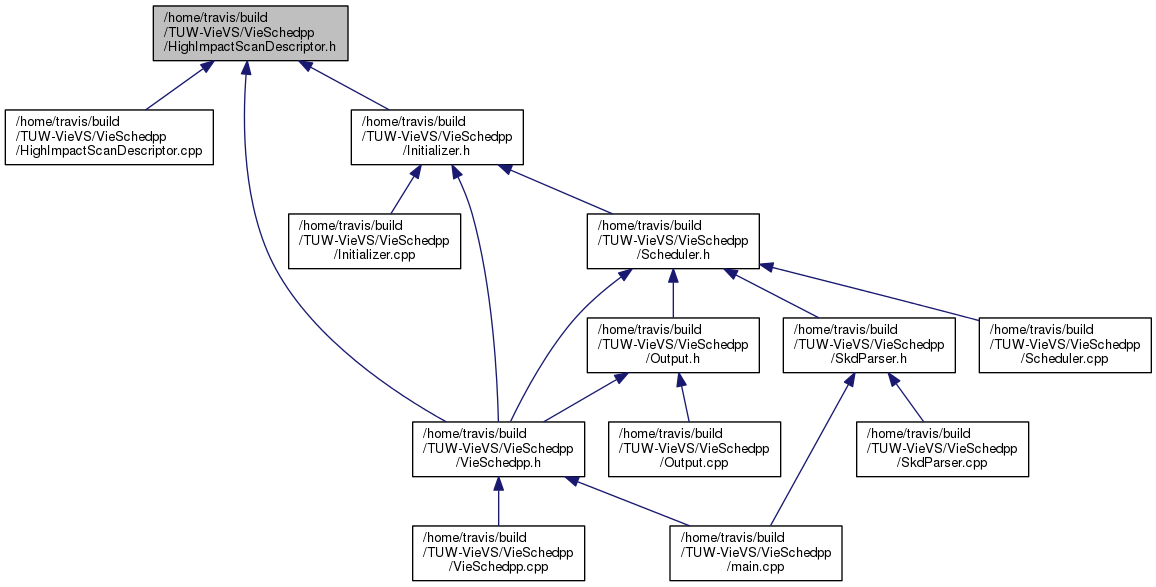 /home/travis/build
/TUW-VieVS/VieSchedpp
/HighImpactScanDescriptor.h
/home/travis/build
/TUW-VieVS/VieSchedpp
/HighImpactScanDescriptor.cpp
/home/travis/build
/TUW-VieVS/VieSchedpp
/Initializer.h
/home/travis/build
/TUW-VieVS/VieSchedpp
/Initializer.cpp
/home/travis/build
/TUW-VieVS/VieSchedpp
/Scheduler.h
/home/travis/build
/TUW-VieVS/VieSchedpp
/Output.h
/home/travis/build
/TUW-VieVS/VieSchedpp
/SkdParser.h
/home/travis/build
/TUW-VieVS/VieSchedpp
/Scheduler.cpp
/home/travis/build
/TUW-VieVS/VieSchedpp
/VieSchedpp.h
/home/travis/build
/TUW-VieVS/VieSchedpp
/Output.cpp
/home/travis/build
/TUW-VieVS/VieSchedpp
/SkdParser.cpp
/home/travis/build
/TUW-VieVS/VieSchedpp
/VieSchedpp.cpp
/home/travis/build
/TUW-VieVS/VieSchedpp
/main.cpp